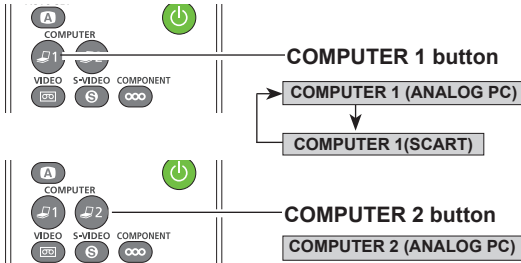 A
COMPUTER
1
VIDEO S-VIDEO COMPONENT
S
COMPUTER 1 button
COMPUTER 1 (ANALOG PC)
COMPUTER 1(SCART)
A
COMPUTER
1 2
VIDEO S-VIDEO COMPONENT
S
COMPUTER 2 button
COMPUTER 2 (ANALOG PC)